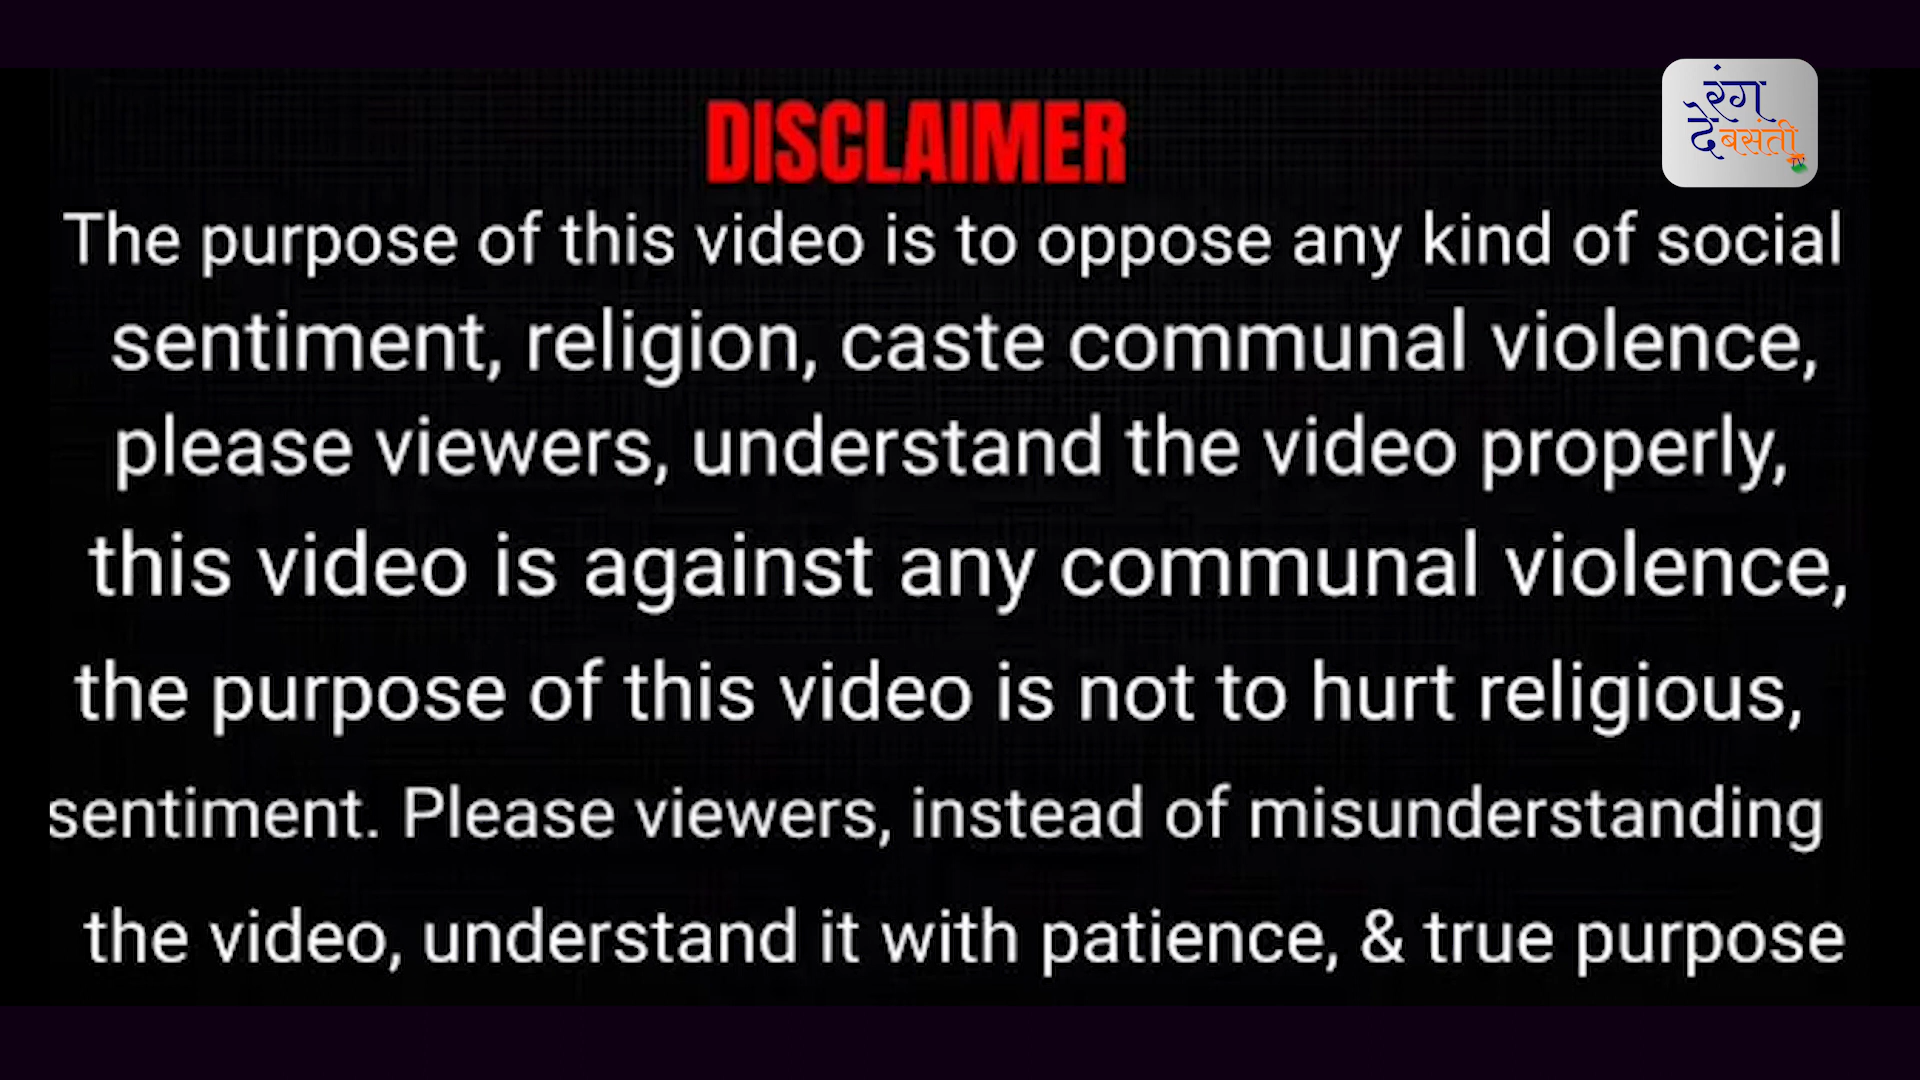 DISCLAIMER
रंग
दे बसंती
TV
The purpose of this video is to oppose any kind of social
sentiment, religion, caste communal violence,
please viewers, understand the video properly,
this video is against any communal violence,
the purpose of this video is not to hurt religious,
sentiment. Please viewers, instead of misunderstanding
the video, understand it with patience, & true purpose